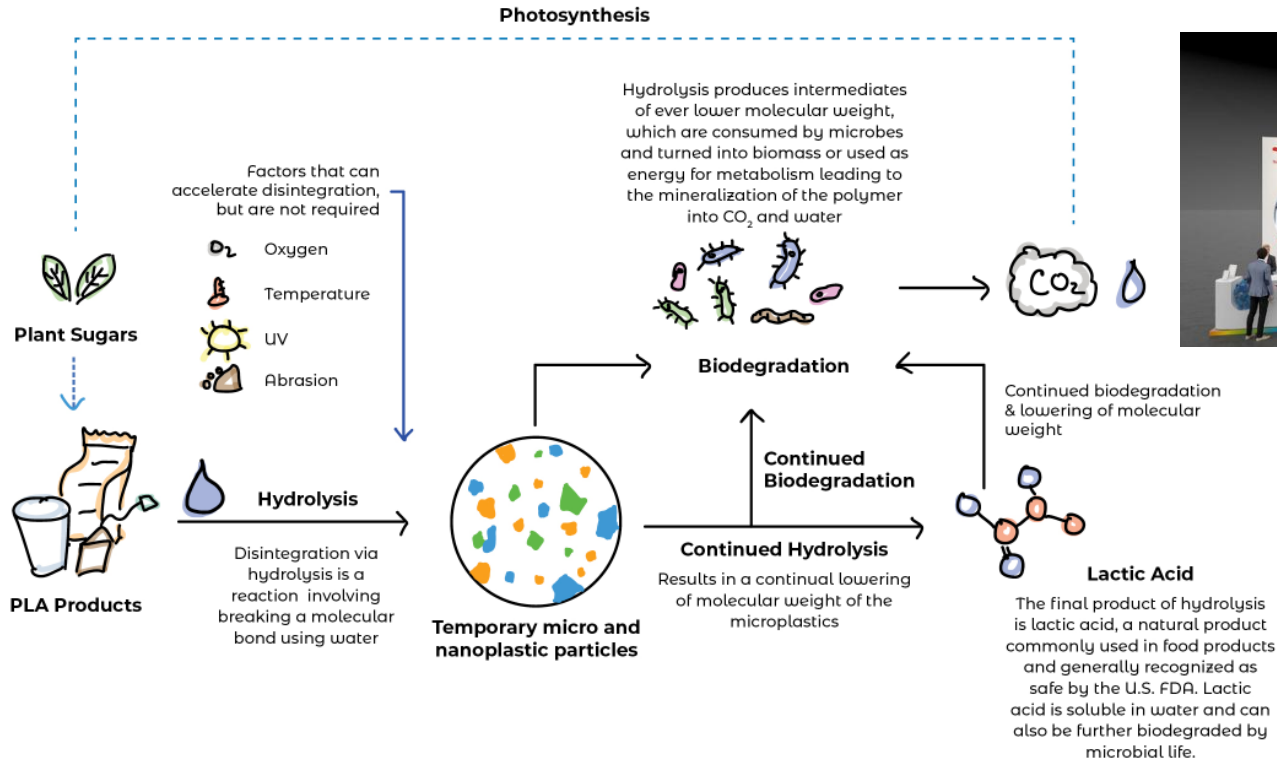 Photosynthesis
Hydrolysis produces intermediates
of ever lower molecular weight,
which are consumed by microbes
and turned into biomass or used as
energy for metabolism leading to
the mineralization of the polymer
into CO₂ and water
Factors that can
accelerate disintegration,
but are not required
O₂ Oxygen
Temperature
UV
Abrasion
Plant Sugars
CO₂
Biodegradation
Continued biodegradation
& lowering of molecular
weight
Hydrolysis
Continued
Biodegradation
Disintegration via
hydrolysis is a
reaction involving
breaking a molecular
bond using water
PLA Products
Temporary micro and
nanoplastic particles
Continued Hydrolysis
Results in a continual lowering
of molecular weight of the
microplastics
Lactic Acid
The final product of hydrolysis
is lactic acid, a natural product
commonly used in food products
and generally recognized as
safe by the U.S. FDA. Lactic
acid is soluble in water and can
also be further biodegraded by
microbial life.